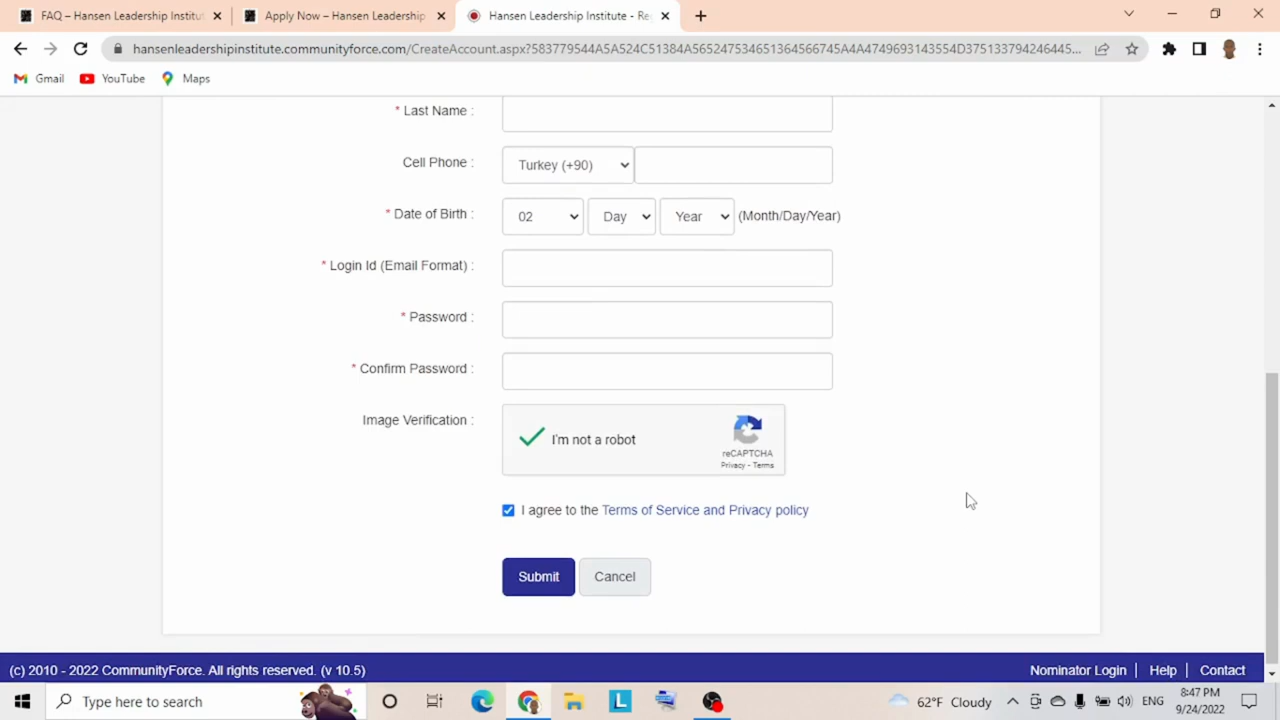 FAQ – Hansen Leadership Institut
Apply Now – Hansen Leadership
Hansen Leadership Institute - Re
hansenleadershipinstitute.communityforce.com/CreateAccount.aspx?583779544A5A524C51384A56524753465136456674 5A4A4749693143554D375133794246445...
Gmail
YouTube
Maps
* Last Name :
Cell Phone :
Turkey (+90)
* Date of Birth :
02
Day
Year
(Month/Day/Year)
* Login Id (Email Format) :
* Password :
* Confirm Password :
Image Verification :
I'm not a robot
reCAPTCHA
Privacy - Terms
I agree to the Terms of Service and Privacy policy
Submit
Cancel
(c) 2010 - 2022 CommunityForce. All rights reserved. (v 10.5)
Nominator Login
Help
Contact
Type here to search
62°F Cloudy
ENG
8:47 PM
9/24/2022